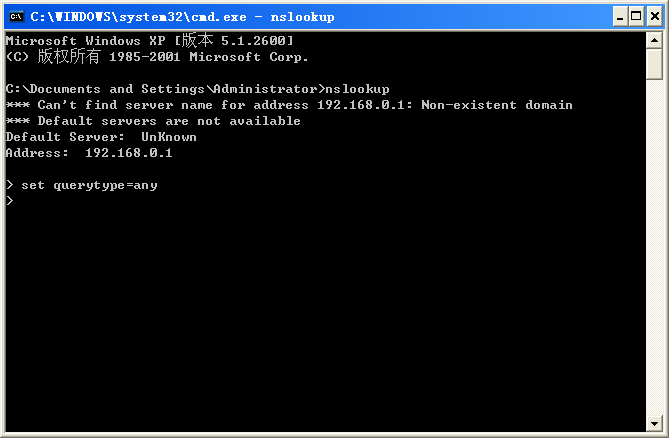 C:\WINDOWS\system32\cmd.exe - nslookup
Microsoft Windows XP [版本 5.1.2600]
(C) 版权所有 1985-2001 Microsoft Corp.
C:\Documents and Settings\Administrator>nslookup
*** Can't find server name for address 192.168.0.1: Non-existent domain
*** Default servers are not available
Default Server:  UnKnown
Address:  192.168.0.1
> set querytype=any
>